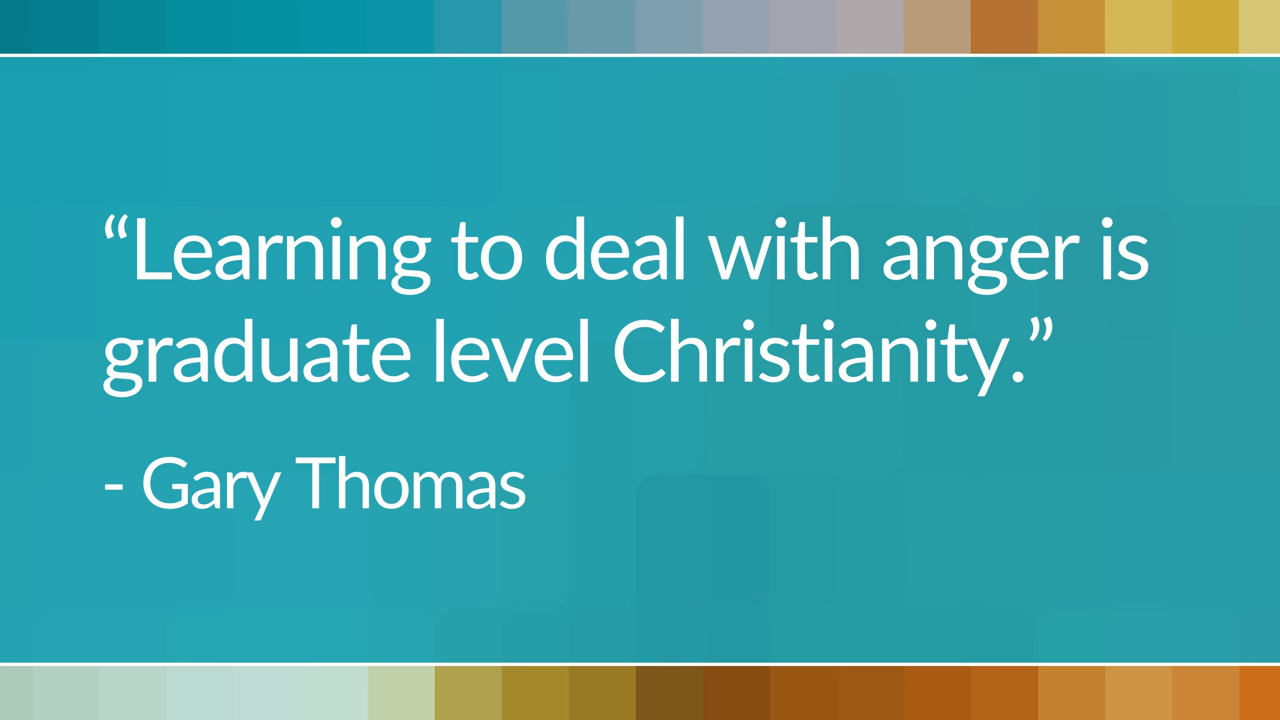 “Learning to deal with anger is
graduate level Christianity.”
- Gary Thomas